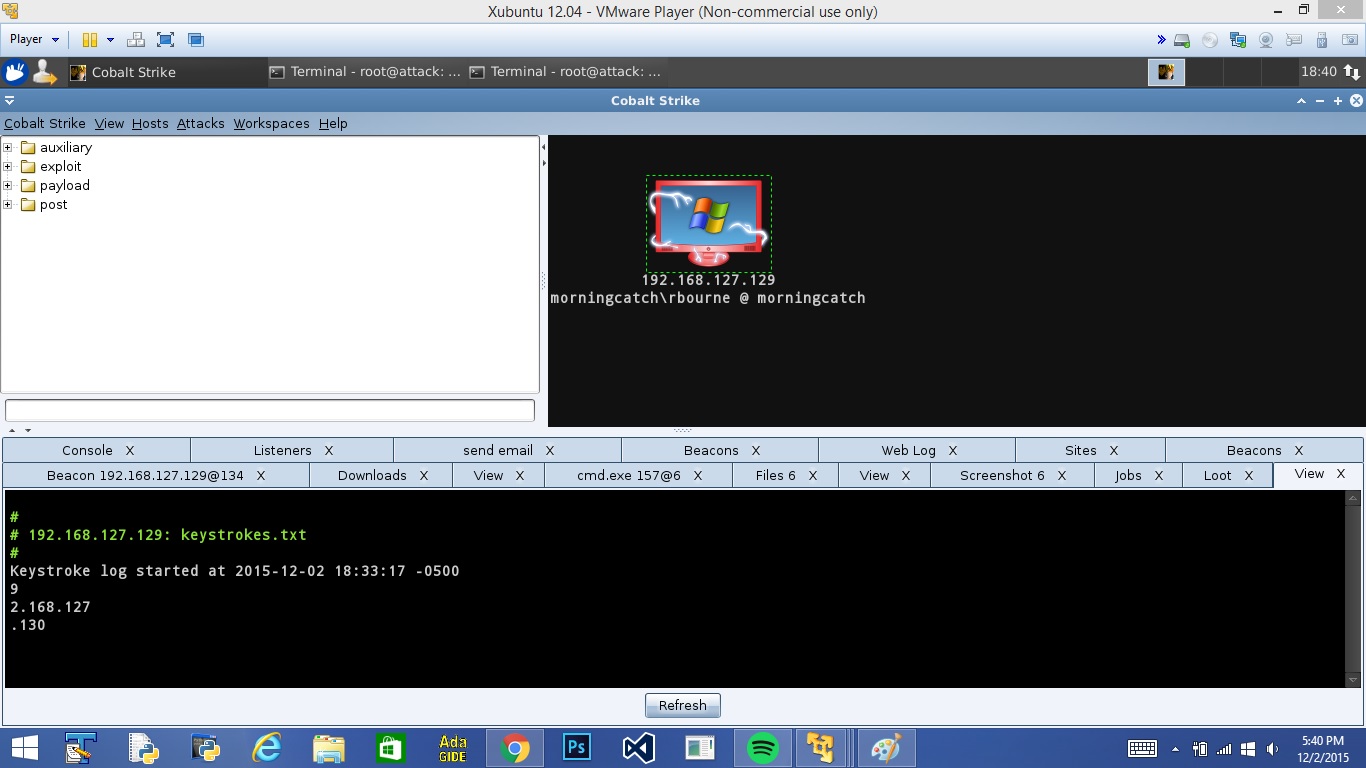 Xubuntu 12.04 - VMware Player (Non-commercial use only)
Player
Cobalt Strike
Terminal - root@attack: ...
Terminal - root@attack: ...
18:40
Cobalt Strike
Cobalt Strike View Hosts Attacks Workspaces Help
auxiliary
exploit
payload
post
192.168.127.129
morningcatch\rbourne @ morningcatch
Console X Listeners X send email X Beacons X Web Log X Sites X Beacons X
Beacon 192.168.127.129@134 X Downloads X View X cmd.exe 157@6 X Files 6 X View X Screenshot 6 X Jobs X Loot X View X
#
# 192.168.127.129: keystrokes.txt
#
Keystroke log started at 2015-12-02 18:33:17 -0500
9
2.168.127
.130
Refresh
Ada
GIDE
Ps
5:40 PM
12/2/2015